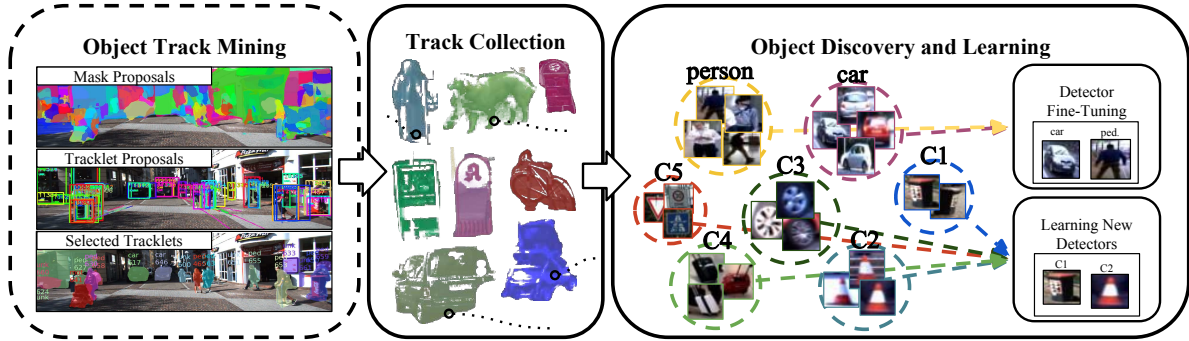 Object Track Mining
Mask Proposals
Tracklet Proposals
Selected Tracklets
Track Collection
Object Discovery and Learning
person
car
C1
C5
C3
C4
C2
Detector
Fine-Tuning
car
ped.
Learning New
Detectors
C1
C2